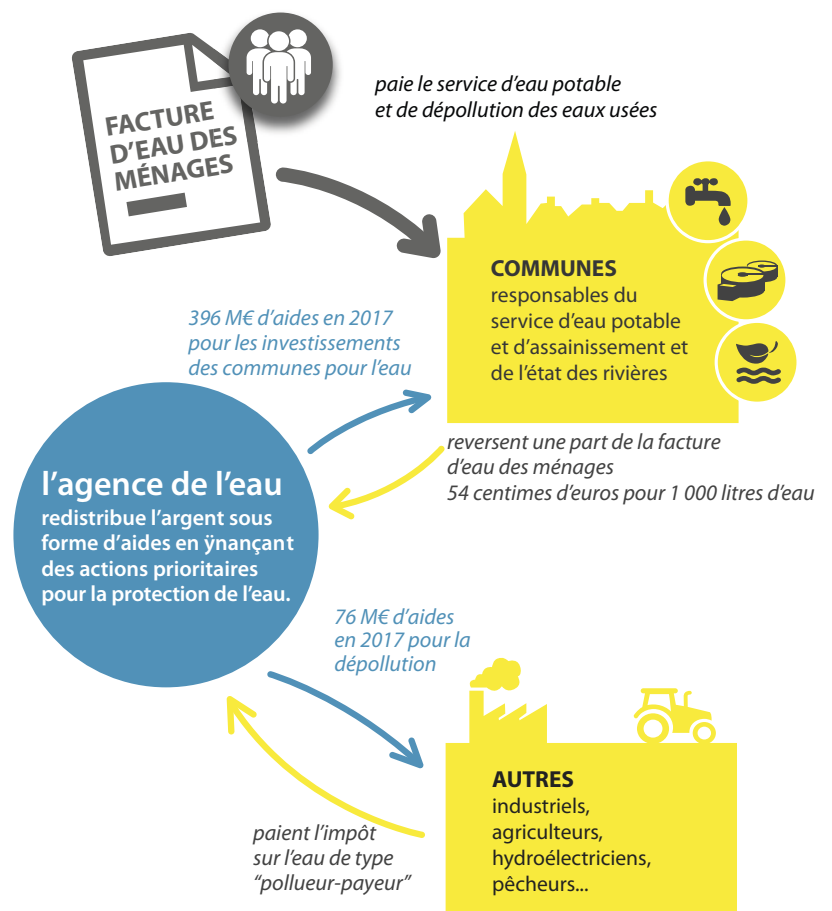 FACTURE
D'EAU DES
MÉNAGES
paie le service d'eau potable
et de dépollution des eaux usées
COMMUNES
responsables du
service d'eau potable
et d'assainissement et
de l'état des rivières
396 M€ d'aides en 2017
pour les investissements
des communes pour l'eau
reversent une part de la facture
d'eau des ménages
54 centimes d'euros pour 1 000 litres d'eau
l'agence de l'eau
redistribue l'argent sous
forme d'aides en ÿnançant
des actions prioritaires
pour la protection de l'eau.
76 M€ d'aides
en 2017 pour la
dépollution
AUTRES
industriels,
agriculteurs,
hydroélectriciens,
pêcheurs...
paient l'impôt
sur l'eau de type
“pollueur-payeur”